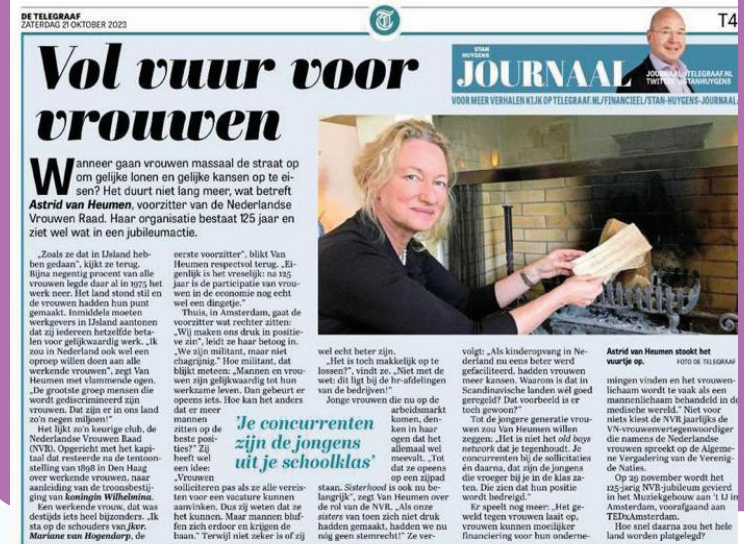 DE TELEGRAAF
ZATERDAG 21 OKTOBER 2023
T
T4
Vol vuur voor
vrouwen
STAN
HUYGENS
JOURNAAL
VOOR MEER VERHALEN KIJK OP TELEGRAAF.NL/FINANCIEEL/STAN-HUYGENS-JOURNAAL
Wanneer gaan vrouwen massaal de straat op
om gelijke lonen en gelijke kansen op te ei-
sen? Het duurt niet lang meer, wat betreft
Astrid van Heumen, voorzitter van de Nederlandse
Vrouwen Raad. Haar organisatie bestaat 125 jaar en
ziet wel wat in een jubileumactie.
„Zoals ze dat in IJsland heb-
ben gedaan”, kijkt ze terug.
Bijna negentig procent van alle
vrouwen legde daar al in 1975 het
werk neer. Het land stond stil en
de vrouwen hadden hun punt
gemaakt. Inmiddels moeten
werkgevers in IJsland aantonen
dat zij iedereen hetzelfde beta-
len voor gelijkwaardig werk. „Ik
zou in Nederland ook wel een
oproep willen doen aan alle
werkende vrouwen”, zegt Van
Heumen met vlammende ogen.
„De grootste groep mensen die
wordt gediscrimineerd zijn
vrouwen. Dat zijn er in ons land
zo'n negen miljoen!”
Het lijkt zo'n keurige club, de
Nederlandse Vrouwen Raad
(NVR). Opgericht met het kapi-
taal dat resteerde na de tentoon-
stelling van 1898 in Den Haag
over werkende vrouwen, naar
aanleiding van de troonsbestij-
ging van koningin Wilhelmina.
Een werkende vrouw, dat was
destijds iets heel bijzonders. „Ik
sta op de schouders van jkvr.
Mariane van Hogendorp, de
eerste voorzitter”, blikt Van
Heumen respectvol terug. „Ei-
genlijk is het vreselijk: na 125
jaar is de participatie van vrou-
wen in de economie nog echt
wel een dingetje.”
Thuis, in Amsterdam, gaat de
voorzitter wat rechter zitten:
„Wij maken ons druk in positie-
ve zin”, leidt ze haar betoog in.
„We zijn militant, maar niet
chagrijnig.” Hoe militant, dat
blijkt meteen: „Mannen en vrou-
wen zijn gelijkwaardig tot hun
werkzame leven. Dan gebeurt er
opeens iets. Hoe kan het anders
dat er meer
mannen
zitten op de
beste posi-
ties?” Zij
heeft wel
een idee:
„Vrouwen
solliciteren pas als ze alle vereis-
ten voor een vacature kunnen
aanvinken. Dus zij weten dat ze
het kunnen. Maar mannen bluf-
fen zich erdoor en krijgen de
baan.” Terwijl niet zeker is of zij
'Je concurrenten
zijn de jongens
uit je schoolklas'
wel echt beter zijn.
„Het is toch makkelijk op te
lossen?”, vindt ze. „Niet met de
wet: dit ligt bij de hr-afdelingen
van de bedrijven!”
Jonge vrouwen die nu op de
arbeidsmarkt
komen, den-
ken in haar
ogen dat het
allemaal wel
meevalt. „Tot
dat ze opeens
op een zijpad
staan. Sisterhood is ook nu be-
langrijk”, zegt Van Heumen over
de rol van de NVR. „Als onze
sisters van toen zich niet druk
hadden gemaakt, hadden we nu
nóg geen stemrecht!” Ze ver-
volgt: „Als kinderopvang in Ne-
derland nu eens beter werd
gefaciliteerd, hadden vrouwen
meer kansen. Waarom is dat in
Scandinavische landen wél goed
geregeld? Dat voorbeeld is er
toch gewoon?”
Tot de jongere generatie vrou-
wen zou Van Heumen willen
zeggen: „Het is niet het old boys
network dat je tegenhoudt. Je
concurrenten bij de sollicitaties
én daarna, dat zijn de jongens
die vroeger bij je in de klas za-
ten. Die zien dat hun positie
wordt bedreigd.”
Er speelt nog meer: „Het ge-
weld tegen vrouwen laait op,
vrouwen kunnen moeilijker
financiering voor hun onderne-
Astrid van Heumen stookt het
vuurtje op. FOTO DE TELEGRAAF
mingen vinden en het vrouwen-
lichaam wordt te vaak als een
mannenlichaam behandeld in de
medische wereld.” Niet voor
niets kiest de NVR jaarlijks de
VN-vrouwenvertegenwoordiger
die namens de Nederlandse
vrouwen spreekt op de Algeme-
ne Vergadering van de Verenig-
de Naties.
Op 29 november wordt het
125-jarig NVR-jubileum gevierd
in het Muziekgebouw aan 't IJ in
Amsterdam, voorafgaand aan
TEDxAmsterdam.
Hoe snel daarna zou het hele
land worden platgelegd?